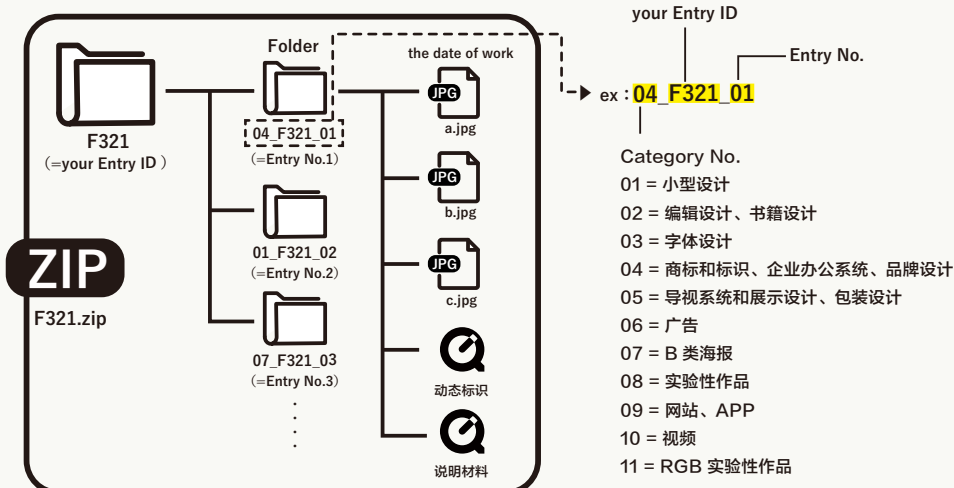 F321
（=your Entry ID ）
ZIP
F321.zip
Folder
04_F321_01
（=Entry No.1）
01_F321_02
（=Entry No.2）
07_F321_03
（=Entry No.3）
the date of work
JPG
a.jpg
JPG
b.jpg
JPG
c.jpg
动态标识
说明材料
your Entry ID
Entry No.
ex : 04_F321_01
Category No.
01 = 小型设计
02 = 编辑设计、书籍设计
03 = 字体设计
04 = 商标和标识、企业办公系统、品牌设计
05 = 导视系统和展示设计、包装设计
06 = 广告
07 = B 类海报
08 = 实验性作品
09 = 网站、APP
10 = 视频
11 = RGB 实验性作品